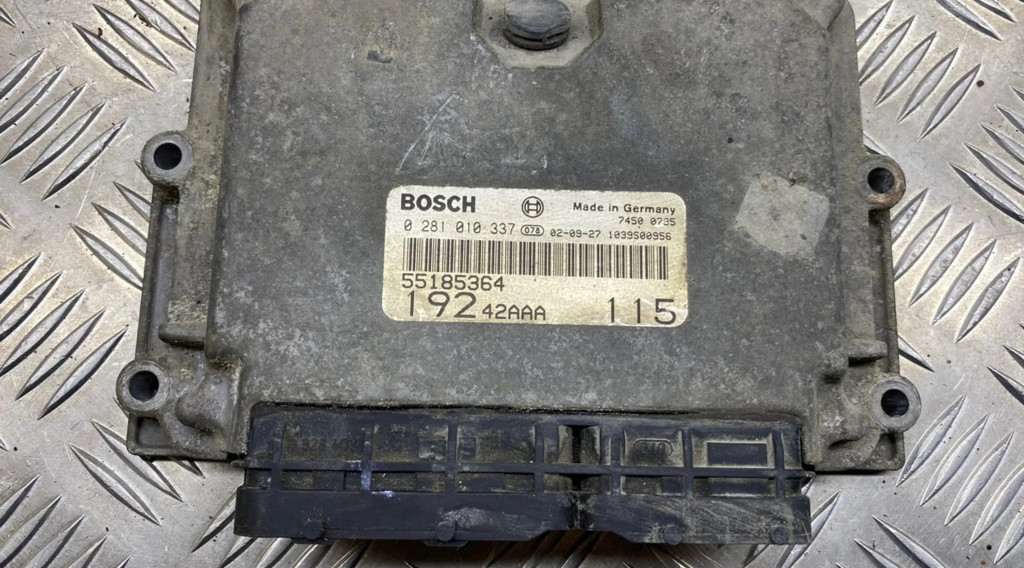 BOSCH Made in Germany
7450 0735
0 281 010 337 078 02-09-27 1039S00956
55185364
192 42AAA 115